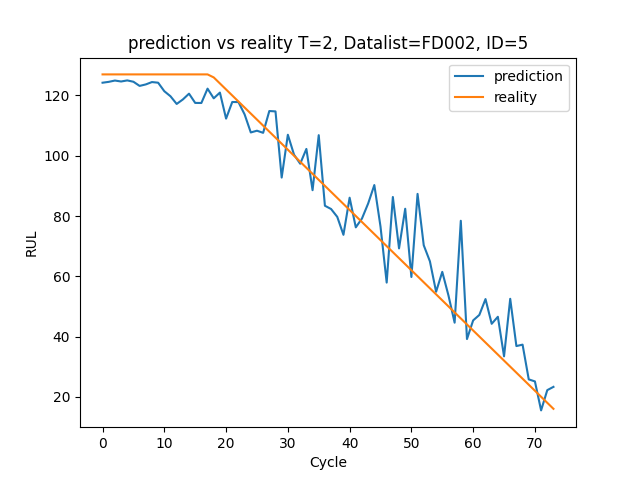 prediction vs reality T=2, Datalist=FD002, ID=5
prediction
reality
RUL
120
100
80
60
40
20
0 10 20 30 40 50 60 70
Cycle